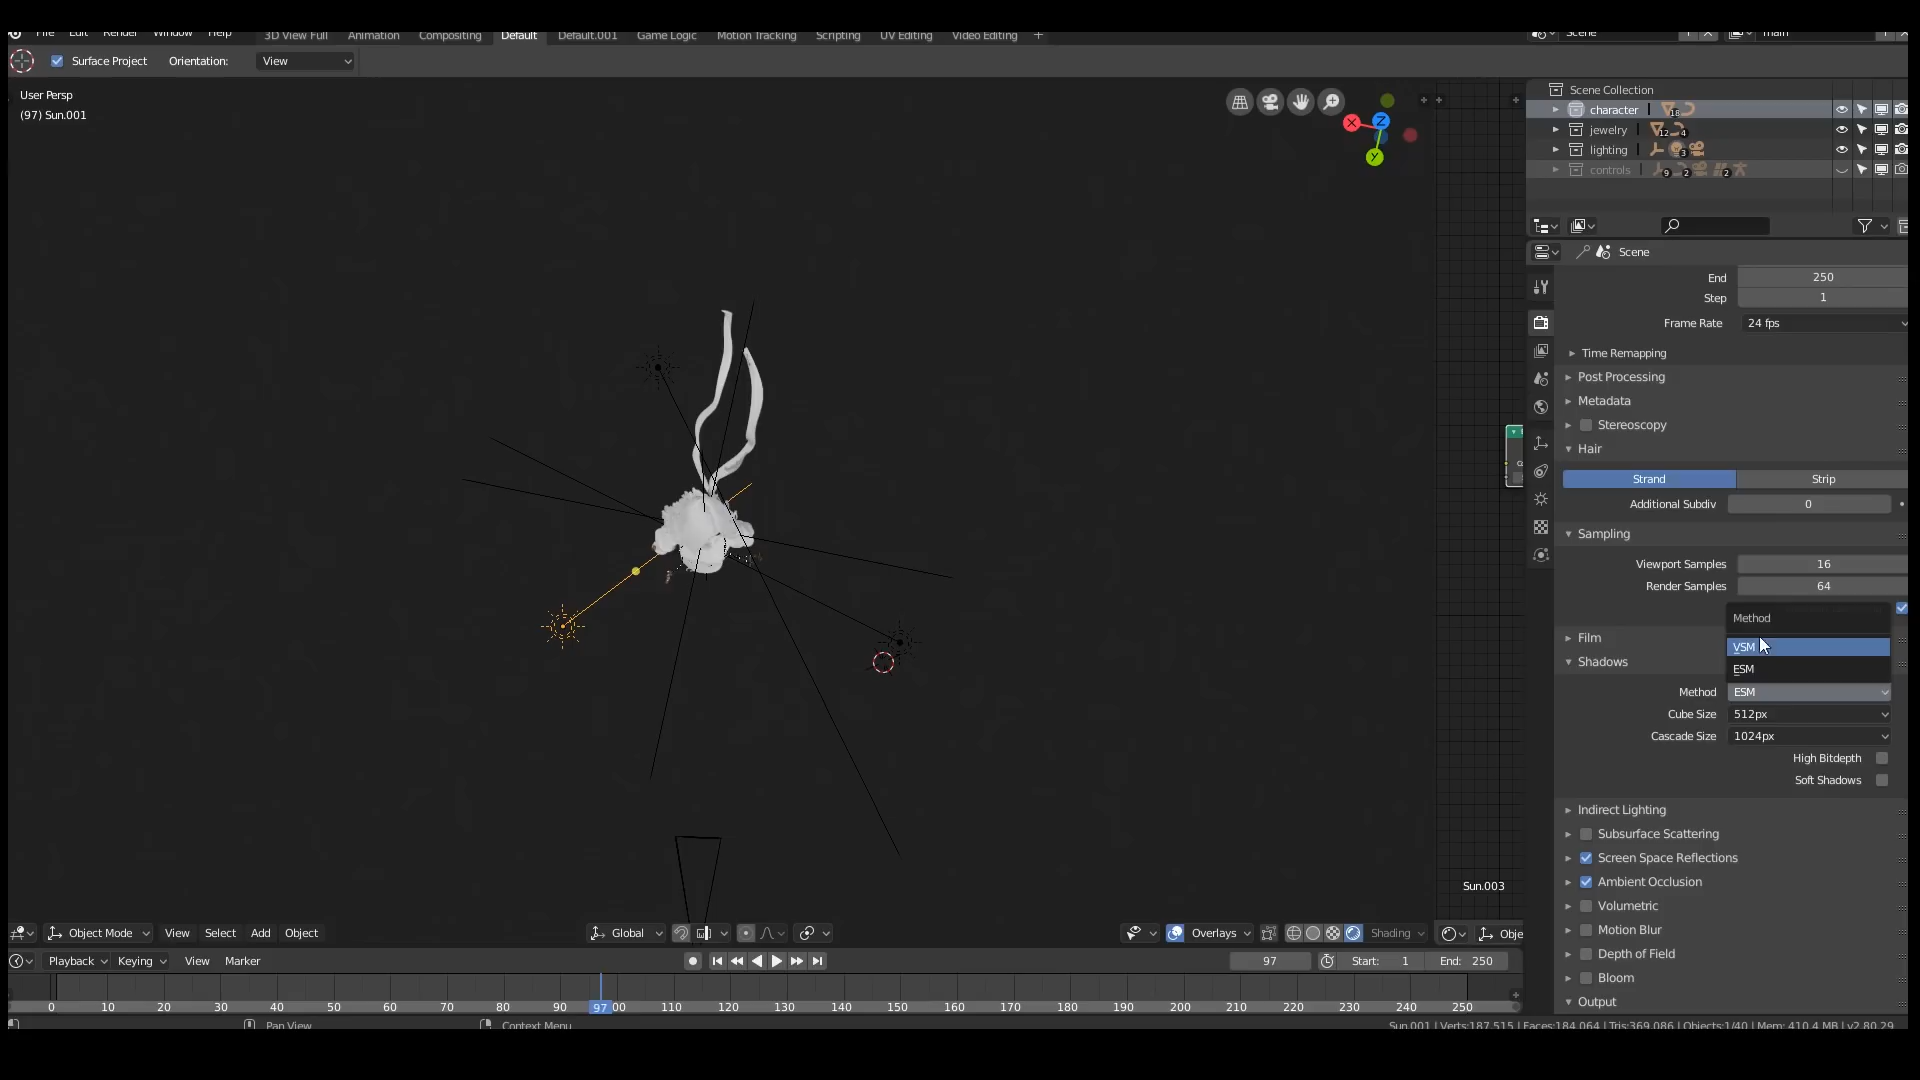 File Edit Render Window Help
3D View Full Animation Compositing Default Default.001 Game Logic Motion Tracking Scripting UV Editing Video Editing +
Scene main
Surface Project Orientation: View
User Persp
(97) Sun.001
X Z Y
Scene Collection
character 18
jewelry 12 4
lighting 3
controls 9 2 2
Scene
End 250
Step 1
Frame Rate 24 fps
Time Remapping
Post Processing
Metadata
Stereoscopy
Hair
Strand Strip
Additional Subdiv 0
Sampling
Viewport Samples 16
Render Samples 64
Method
Film
VSM
Shadows
ESM
Method ESM
Cube Size 512px
Cascade Size 1024px
High Bitdepth
Soft Shadows
Indirect Lighting
Subsurface Scattering
Screen Space Reflections
Ambient Occlusion
Volumetric
Motion Blur
Depth of Field
Bloom
Output
Sun.003
Object Mode View Select Add Object Global Overlays Shading Obje
Playback Keying View Marker 97 Start: 1 End: 250
0 10 20 30 40 50 60 70 80 90 97 00 110 120 130 140 150 160 170 180 190 200 210 220 230 240 250
Pan View Context Menu Sun.001 | Verts:187,515 | Faces:184,064 | Tris:369,086 | Objects:1/40 | Mem: 410.4 MB | v2.80.29